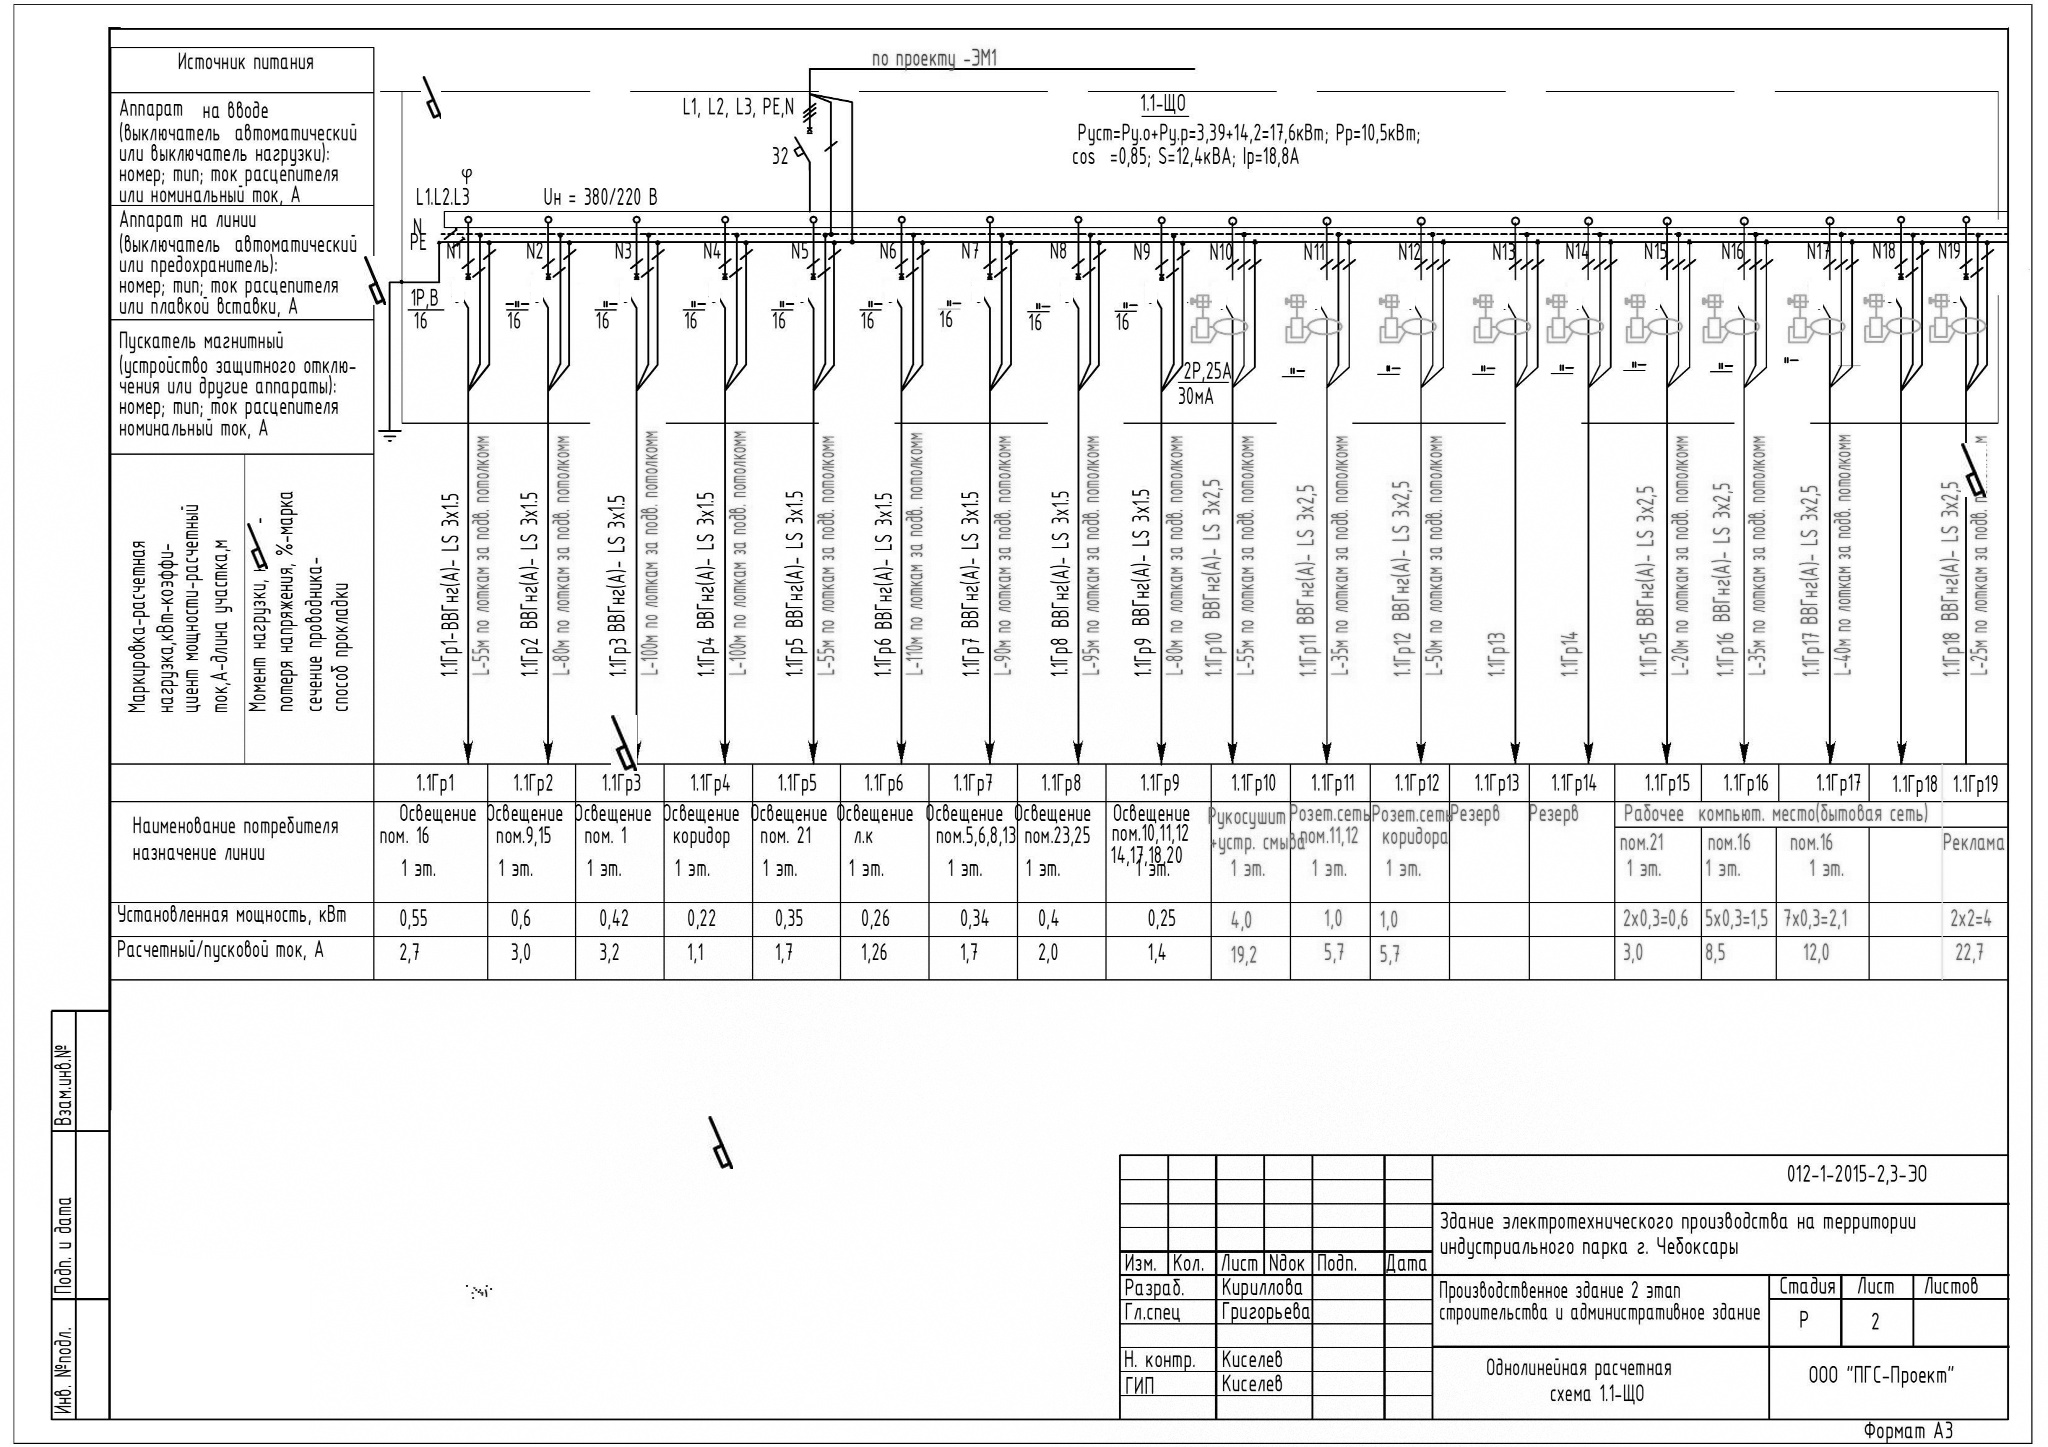 Источник питания
по проекту -ЭМ1
Аппарат на вводе
(выключатель автоматический
или выключатель нагрузки):
номер; тип; ток расцепителя
или номинальный ток, А
L1, L2, L3, PE,N
32
1.1-ЩО
Руст=Ру.о+Ру.р=3,39+14,2=17,6кВт; Рр=10,5кВт;
cos =0,85; S=12,4кВА; Iр=18,8А
φ
L1.L2.L3
Uн = 380/220 В
N
PE
Аппарат на линии
(выключатель автоматический
или предохранитель):
номер; тип; ток расцепителя
или плавкой вставки, А
N1 N2 N3 N4 N5 N6 N7 N8 N9 N10 N11 N12 N13 N14 N15 N16 N17 N18 N19
1Р,В
16
"—
16
"—
16
"—
16
"—
16
"—
16
"—
16
"—
16
"—
16
Пускатель магнитный
(устройство защитного отклю-
чения или другие аппараты):
номер; тип; ток расцепителя
номинальный ток, А
2Р,25А
30мА
"— "— "— "— "— "— "—
Маркировка-расчетная
нагрузка,кВт-коэффи-
циент мощности-расчетный
ток,А-длина участка,м
Момент нагрузки, -
потеря напряжения, %-марка
сечение проводника-
способ прокладки
1.1Гр1-ВВГнг(А)- LS 3х1.5
L-55м по лоткам за подв. потолкомм
1.1Гр2 ВВГнг(А)- LS 3х1.5
L-80м по лоткам за подв. потолкомм
1.1Гр3 ВВГнг(А)- LS 3х1.5
L-100м по лоткам за подв. потолкомм
1.1Гр4 ВВГнг(А)- LS 3х1.5
L-100м по лоткам за подв. потолкомм
1.1Гр5 ВВГнг(А)- LS 3х1.5
L-55м по лоткам за подв. потолкомм
1.1Гр6 ВВГнг(А)- LS 3х1.5
L-110м по лоткам за подв. потолкомм
1.1Гр7 ВВГнг(А)- LS 3х1.5
L-90м по лоткам за подв. потолкомм
1.1Гр8 ВВГнг(А)- LS 3х1.5
L-95м по лоткам за подв. потолкомм
1.1Гр9 ВВГнг(А)- LS 3х1.5
L-80м по лоткам за подв. потолкомм
1.1Гр10 ВВГнг(А)- LS 3х2,5
L-55м по лоткам за подв. потолкомм
1.1Гр11 ВВГнг(А)- LS 3х2,5
L-35м по лоткам за подв. потолкомм
1.1Гр12 ВВГнг(А)- LS 3х2,5
L-50м по лоткам за подв. потолкомм
1.1Гр13
1.1Гр14
1.1Гр15 ВВГнг(А)- LS 3х2,5
L-20м по лоткам за подв. потолкомм
1.1Гр16 ВВГнг(А)- LS 3х2,5
L-35м по лоткам за подв. потолкомм
1.1Гр17 ВВГнг(А)- LS 3х2,5
L-40м по лоткам за подв. потолкомм
1.1Гр18 ВВГнг(А)- LS 3х2,5
L-25м по лоткам за подв.
1.1Гр1 1.1Гр2 1.1Гр3 1.1Гр4 1.1Гр5 1.1Гр6 1.1Гр7 1.1Гр8 1.1Гр9 1.1Гр10 1.1Гр11 1.1Гр12 1.1Гр13 1.1Гр14 1.1Гр15 1.1Гр16 1.1Гр17 1.1Гр18 1.1Гр19
Наименование потребителя
назначение линии
Освещение
пом. 16
1 эт.
Освещение
пом.9,15
1 эт.
Освещение
пом. 1
1 эт.
Освещение
коридор
1 эт.
Освещение
пом. 21
1 эт.
Освещение
л.к
1 эт.
Освещение
пом.5,6,8,13
1 эт.
Освещение
пом.23,25
1 эт.
Освещение
пом.10,11,12
14,17,18,20
1 эт.
Рукосушит
+устр. смыва
1 эт.
Розет.сеть
пом.11,12
1 эт.
Розет.сеть
коридора
1 эт.
Резерв
Резерв
Рабочее компьют. место(бытовая сеть)
пом.21
1 эт.
пом.16
1 эт.
пом.16
1 эт.
Реклама
Установленная мощность, кВт 0,55 0,6 0,42 0,22 0,35 0,26 0,34 0,4 0,25 4,0 1,0 1,0 2х0,3=0,6 5х0,3=1,5 7х0,3=2,1 2х2=4
Расчетный/пусковой ток, А 2,7 3,0 3,2 1,1 1,7 1,26 1,7 2,0 1,4 19,2 5,7 5,7 3,0 8,5 12,0 22,7
Взам.инв.№
Подп. и дата
Инв. №подл.
012-1-2015-2,3-ЭО
Здание электротехнического производства на территории
индустриального парка г. Чебоксары
Изм. Кол. Лист Nдок Подп. Дата
Разраб. Кириллова
Гл.спец Григорьева
Н. контр. Киселев
ГИП Киселев
Производственное здание 2 этап
строительства и административное здание
Стадия Лист Листов
Р 2
Однолинейная расчетная
схема 1.1-ЩО
ООО "ПГС-Проект"
Формат А3